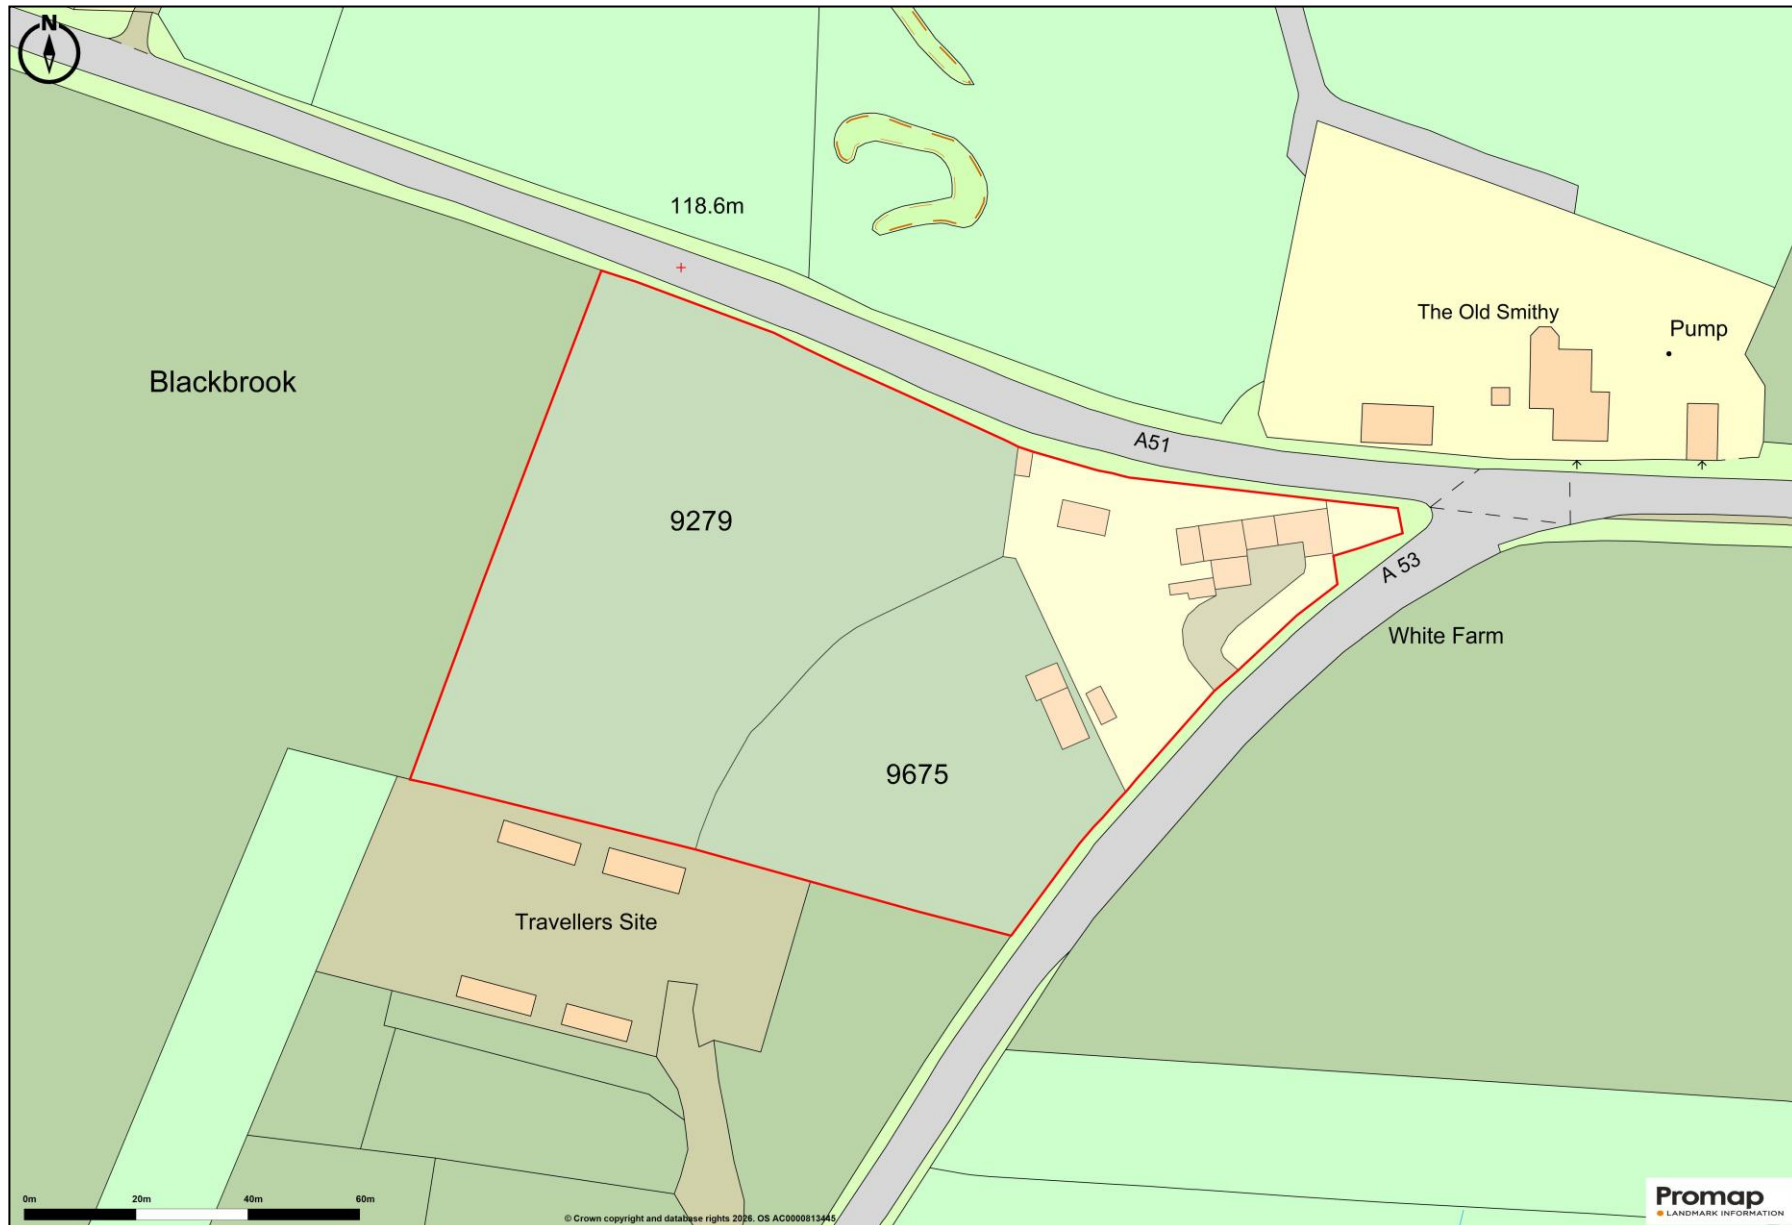 N
118.6m
The Old Smithy
Pump
Blackbrook
A51
9279
A 53
White Farm
9675
Travellers Site
0m 20m 40m 60m
© Crown copyright and database rights 2026. OS AC0000813445
Promap
LANDMARK INFORMATION